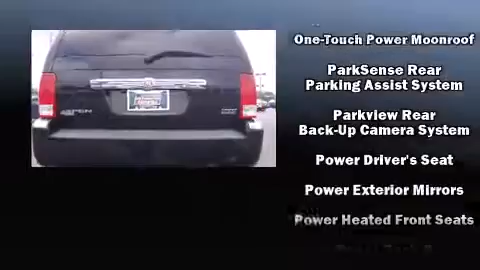 One-Touch Power Moonroof
ParkSense Rear
Parking Assist System
Parkview Rear
Back-Up Camera System
Power Driver's Seat
Power Exterior Mirrors
Power Heated Front Seats
ASPEN